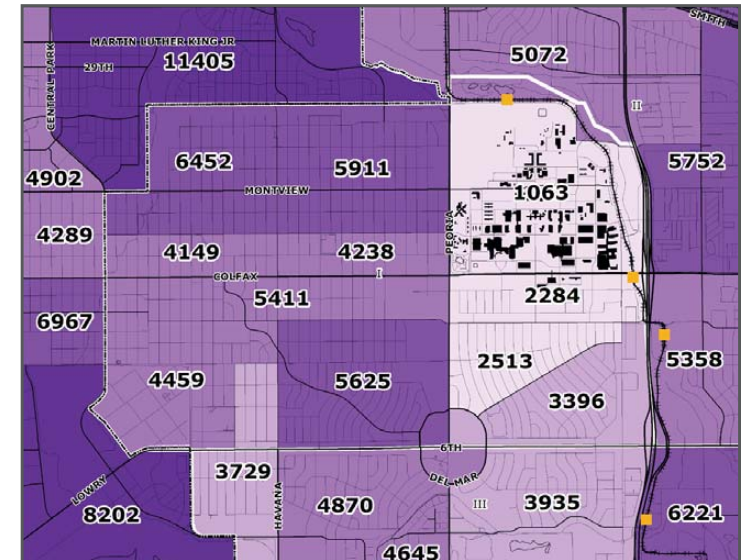 SMITH
MARTIN LUTHER KING JR
5072
11405
29TH
CENTRAL PARK
II
6452
5911
5752
4902
MONTVIEW
1063
4289
PEORIA
4149
4238
COLFAX
I
5411
2284
6967
2513
5358
4459
5625
3396
6TH
3729
DEL MAR
LOWRY
HAVANA
4870
III
3935
8202
6221
4645